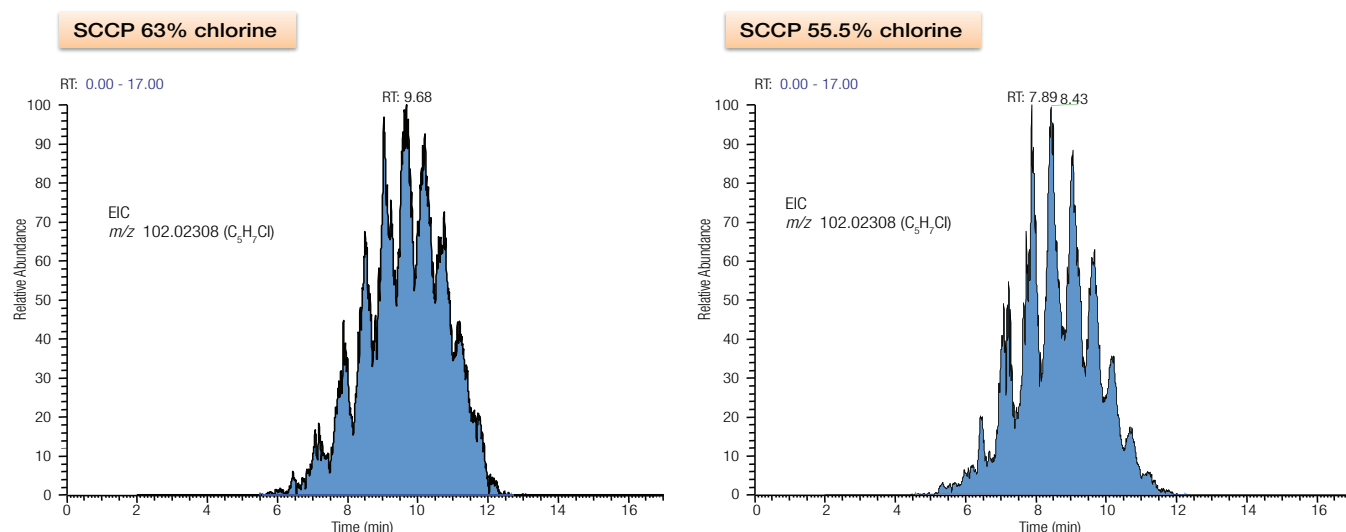 SCCP 63% chlorine
RT: 0.00 - 17.00
RT: 9.68
100
90
80
70
60
50
40
30
20
10
0
Relative Abundance
EIC
m/z 102.02308 (C₅H₇Cl)
0 2 4 6 8 10 12 14 16
Time (min)
SCCP 55.5% chlorine
RT: 0.00 - 17.00
RT: 7.89 8.43
100
90
80
70
60
50
40
30
20
10
0
Relative Abundance
EIC
m/z 102.02308 (C₅H₇Cl)
0 2 4 6 8 10 12 14 16
Time (min)